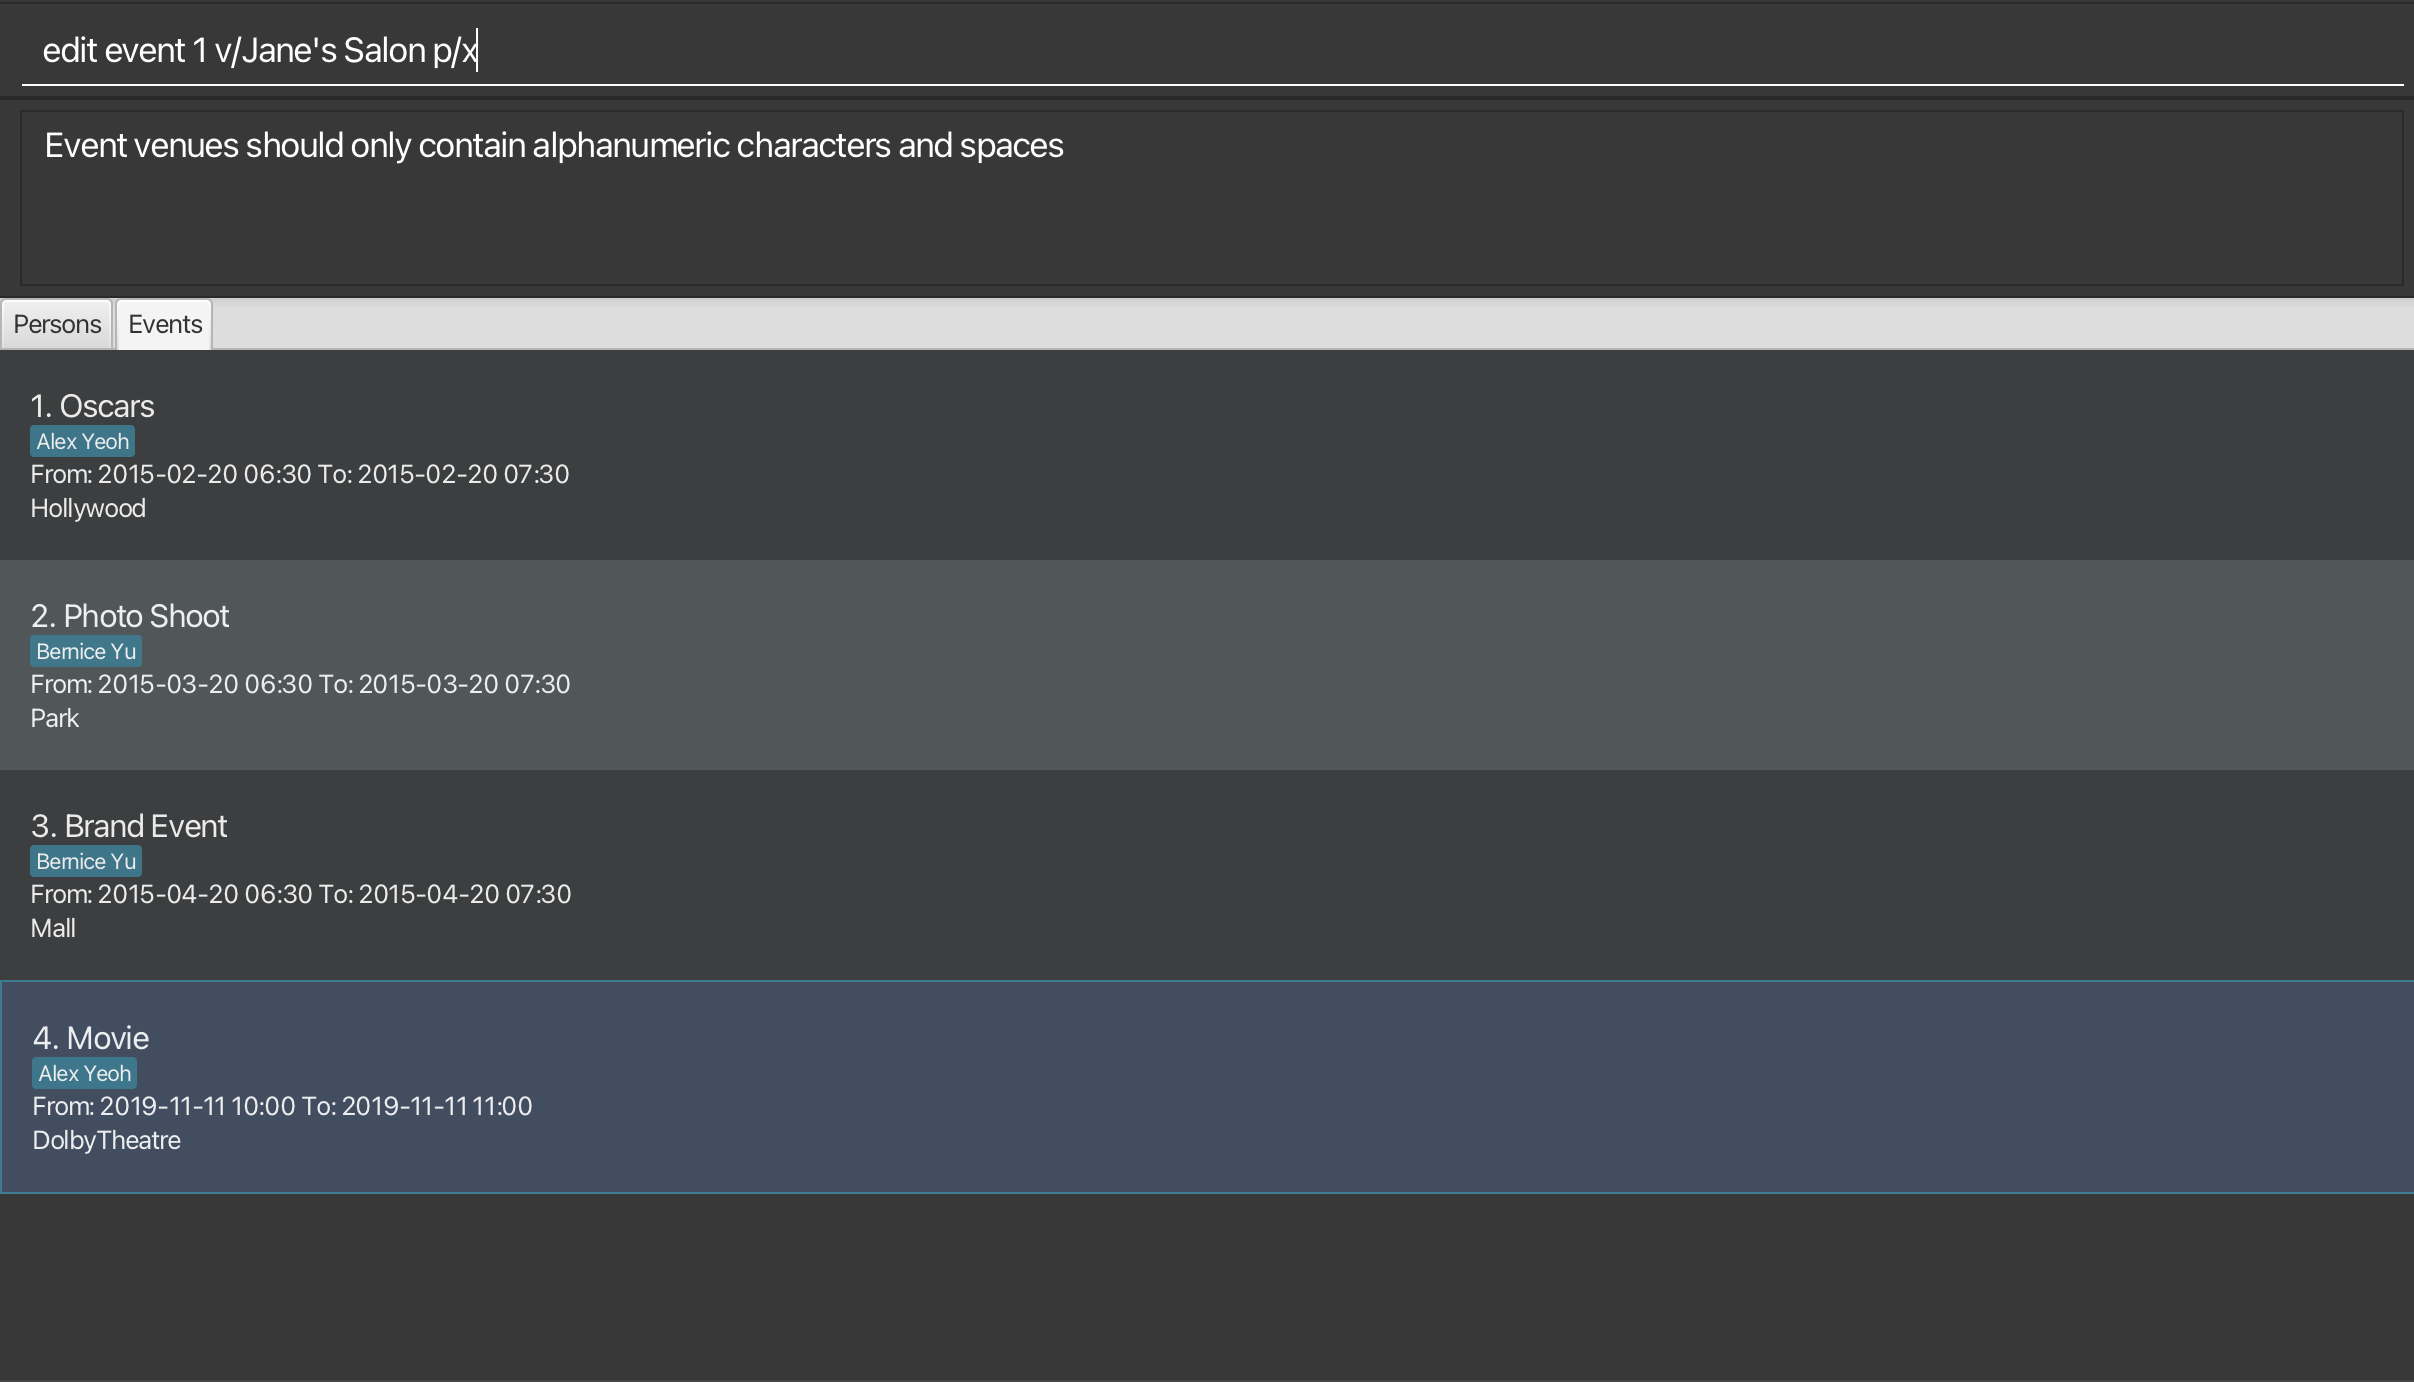 edit event 1 v/Jane's Salon p/x
Event venues should only contain alphanumeric characters and spaces
Persons Events
1. Oscars
Alex Yeoh
From: 2015-02-20 06:30 To: 2015-02-20 07:30
Hollywood
2. Photo Shoot
Bernice Yu
From: 2015-03-20 06:30 To: 2015-03-20 07:30
Park
3. Brand Event
Bernice Yu
From: 2015-04-20 06:30 To: 2015-04-20 07:30
Mall
4. Movie
Alex Yeoh
From: 2019-11-11 10:00 To: 2019-11-11 11:00
DolbyTheatre